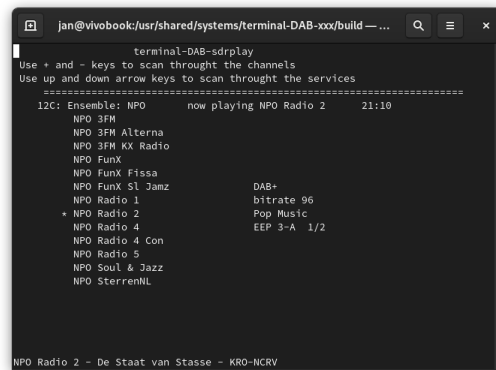 jan@vivobook:/usr/shared/systems/terminal-DAB-xxx/build — ...
terminal-DAB-sdrplay
Use + and - keys to scan throught the channels
Use up and down arrow keys to scan throught the services
======================================================================
12C: Ensemble: NPO now playing NPO Radio 2 21:10
NPO 3FM
NPO 3FM Alterna
NPO 3FM KX Radio
NPO FunX
NPO FunX Fissa
NPO FunX Sl Jamz DAB+
NPO Radio 1 bitrate 96
* NPO Radio 2 Pop Music
NPO Radio 4 EEP 3-A 1/2
NPO Radio 4 Con
NPO Radio 5
NPO Soul & Jazz
NPO SterrenNL
NPO Radio 2 - De Staat van Stasse - KRO-NCRV